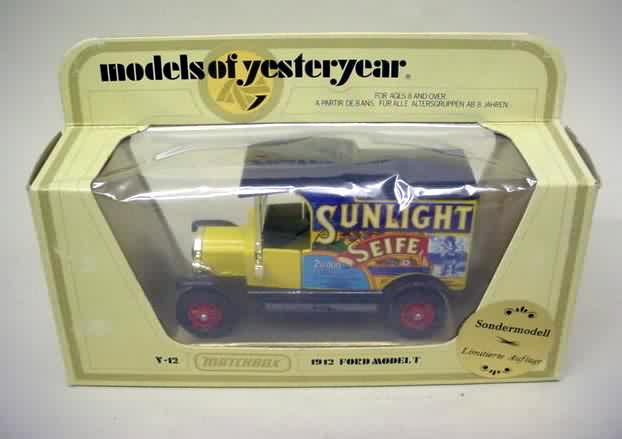 models of yesteryear®
FOR AGES 8 AND OVER
A PARTIR DE 8 ANS. FÜR ALLE ALTERSGRUPPEN AB 8 JAHREN.
SUNLIGHT
SEIFE
Sondermodell
Limitierte Auflage
Y-12 MATCHBOX 1912 FORD MODEL T